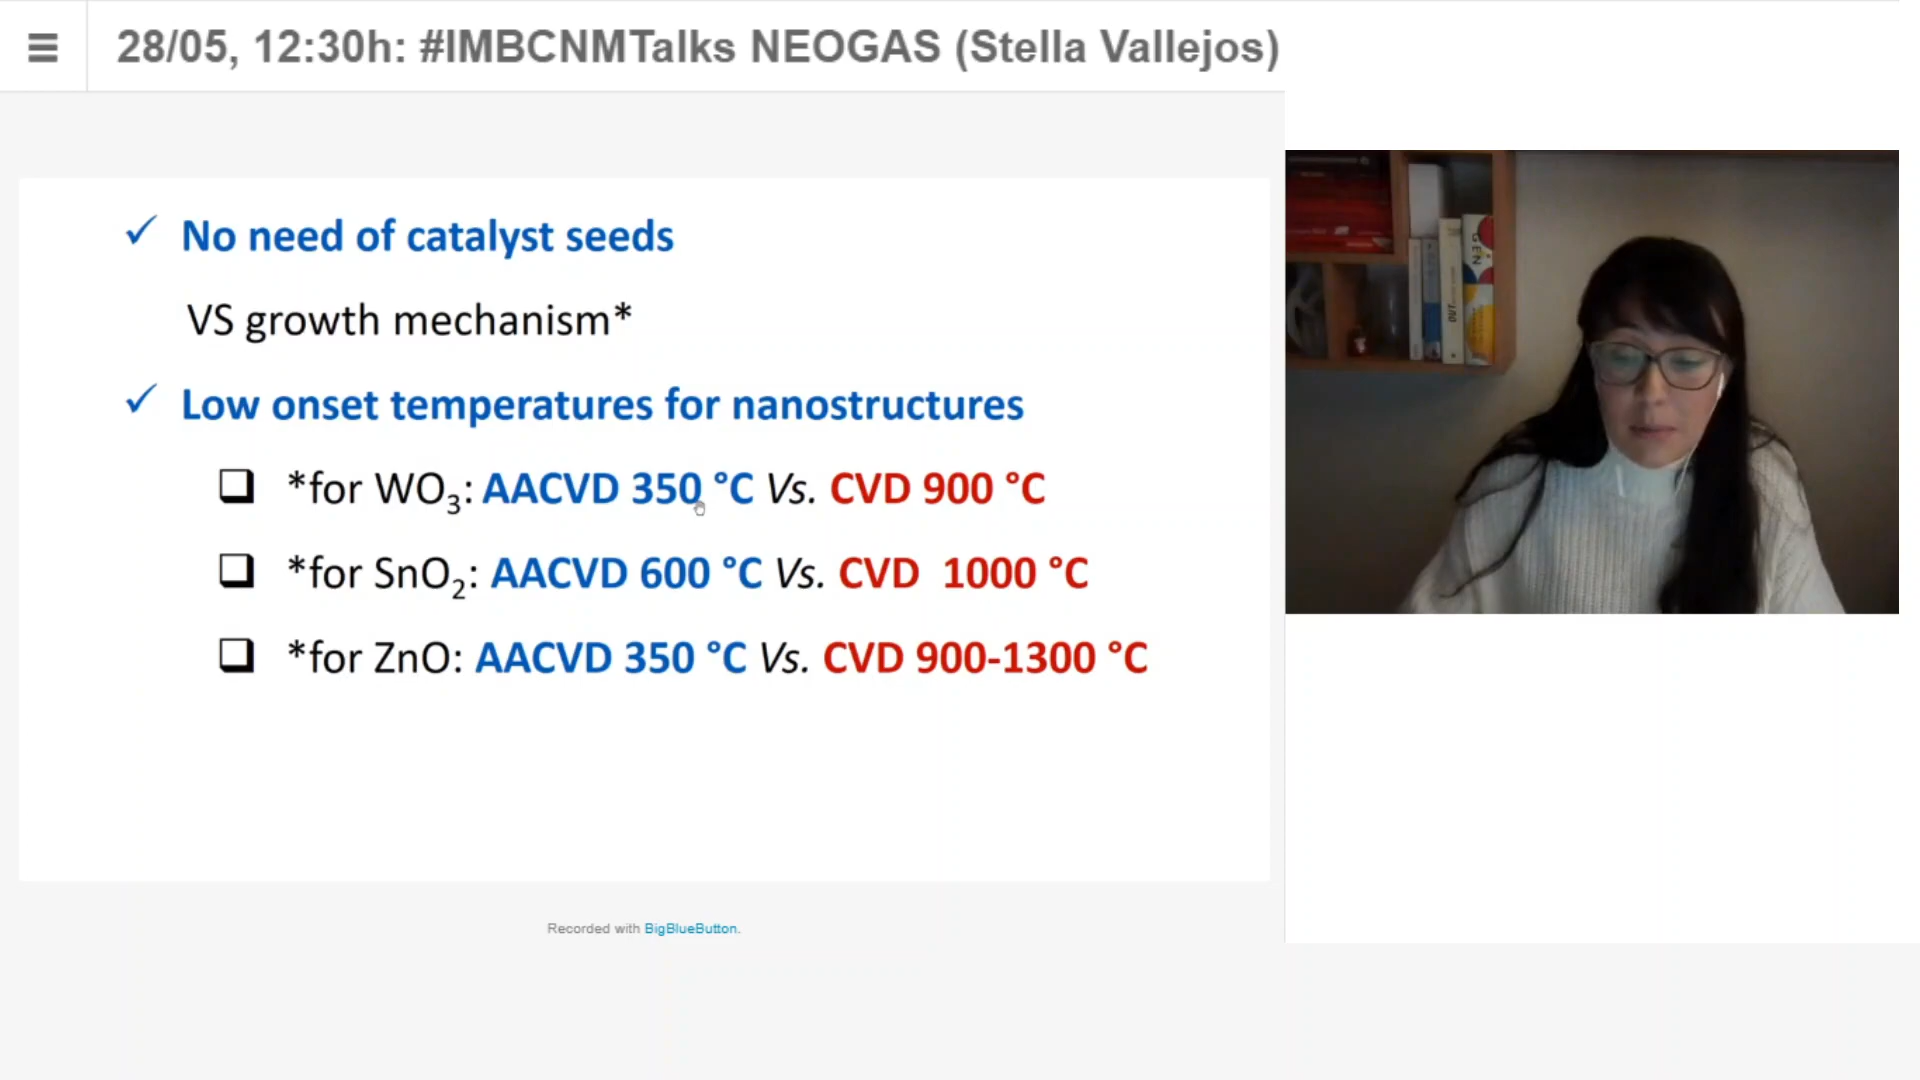 28/05, 12:30h: #IMBCNMTalks NEOGAS (Stella Vallejos)
✓ No need of catalyst seeds
VS growth mechanism*
✓ Low onset temperatures for nanostructures
❑ *for WO₃: AACVD 350 °C Vs. CVD 900 °C
❑ *for SnO₂: AACVD 600 °C Vs. CVD  1000 °C
❑ *for ZnO: AACVD 350 °C Vs. CVD 900-1300 °C
Recorded with BigBlueButton.
GEN
OUT